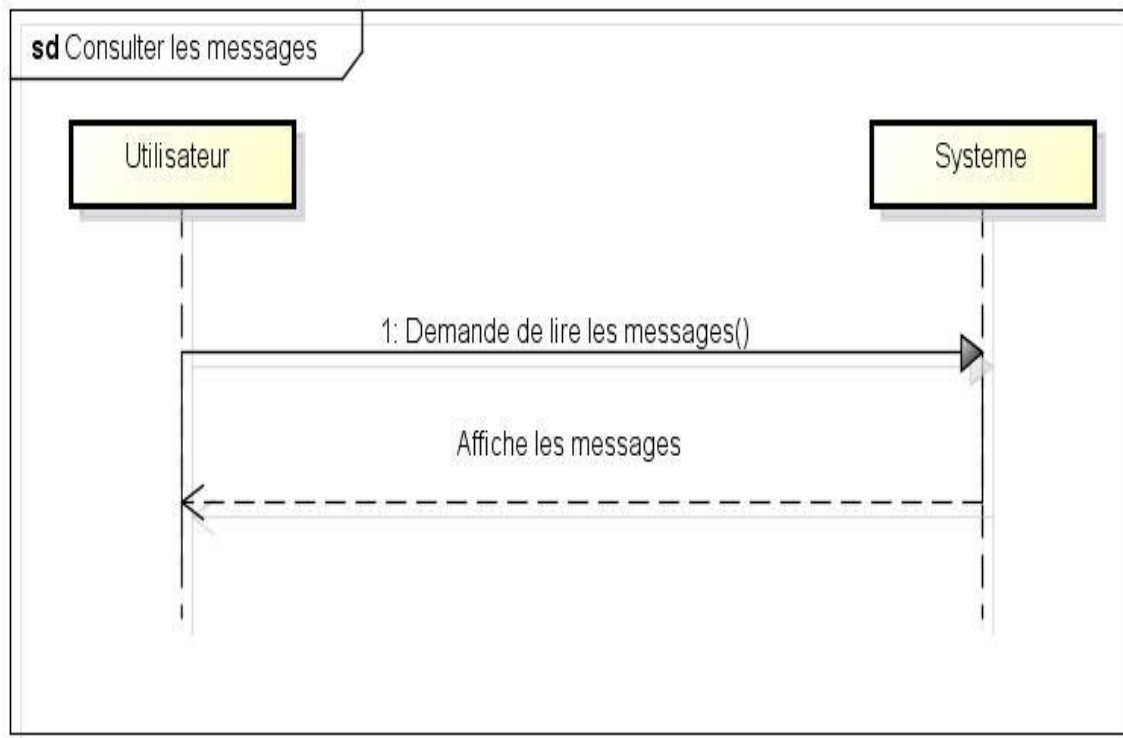 sd Consulter les messages
Utilisateur
Systeme
1: Demande de lire les messages()
Affiche les messages